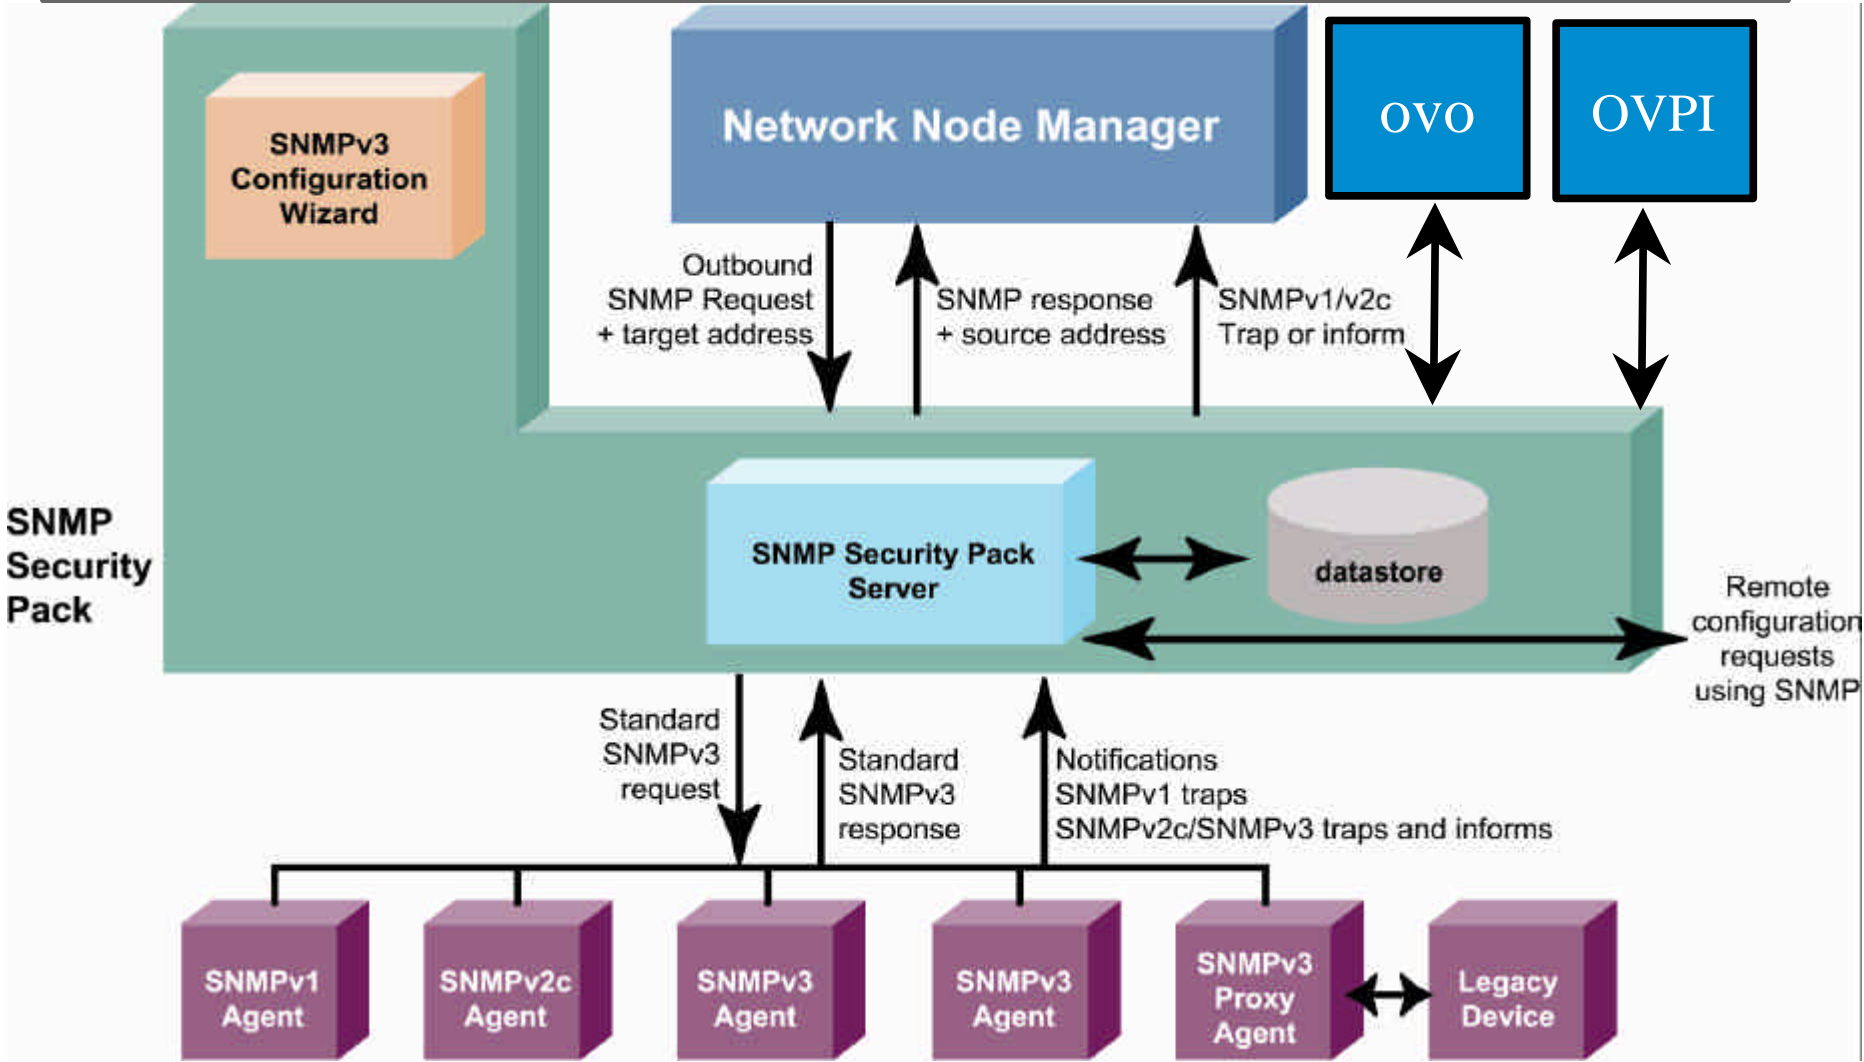 SNMPv3
Configuration
Wizard
Network Node Manager
OVO
OVPI
Outbound
SNMP Request
+ target address
SNMP response
+ source address
SNMPv1/v2c
Trap or inform
SNMP
Security
Pack
SNMP Security Pack
Server
datastore
Remote
configuration
requests
using SNMP
Standard
SNMPv3
request
Standard
SNMPv3
response
Notifications
SNMPv1 traps
SNMPv2c/SNMPv3 traps and informs
SNMPv1
Agent
SNMPv2c
Agent
SNMPv3
Agent
SNMPv3
Agent
SNMPv3
Proxy
Agent
Legacy
Device